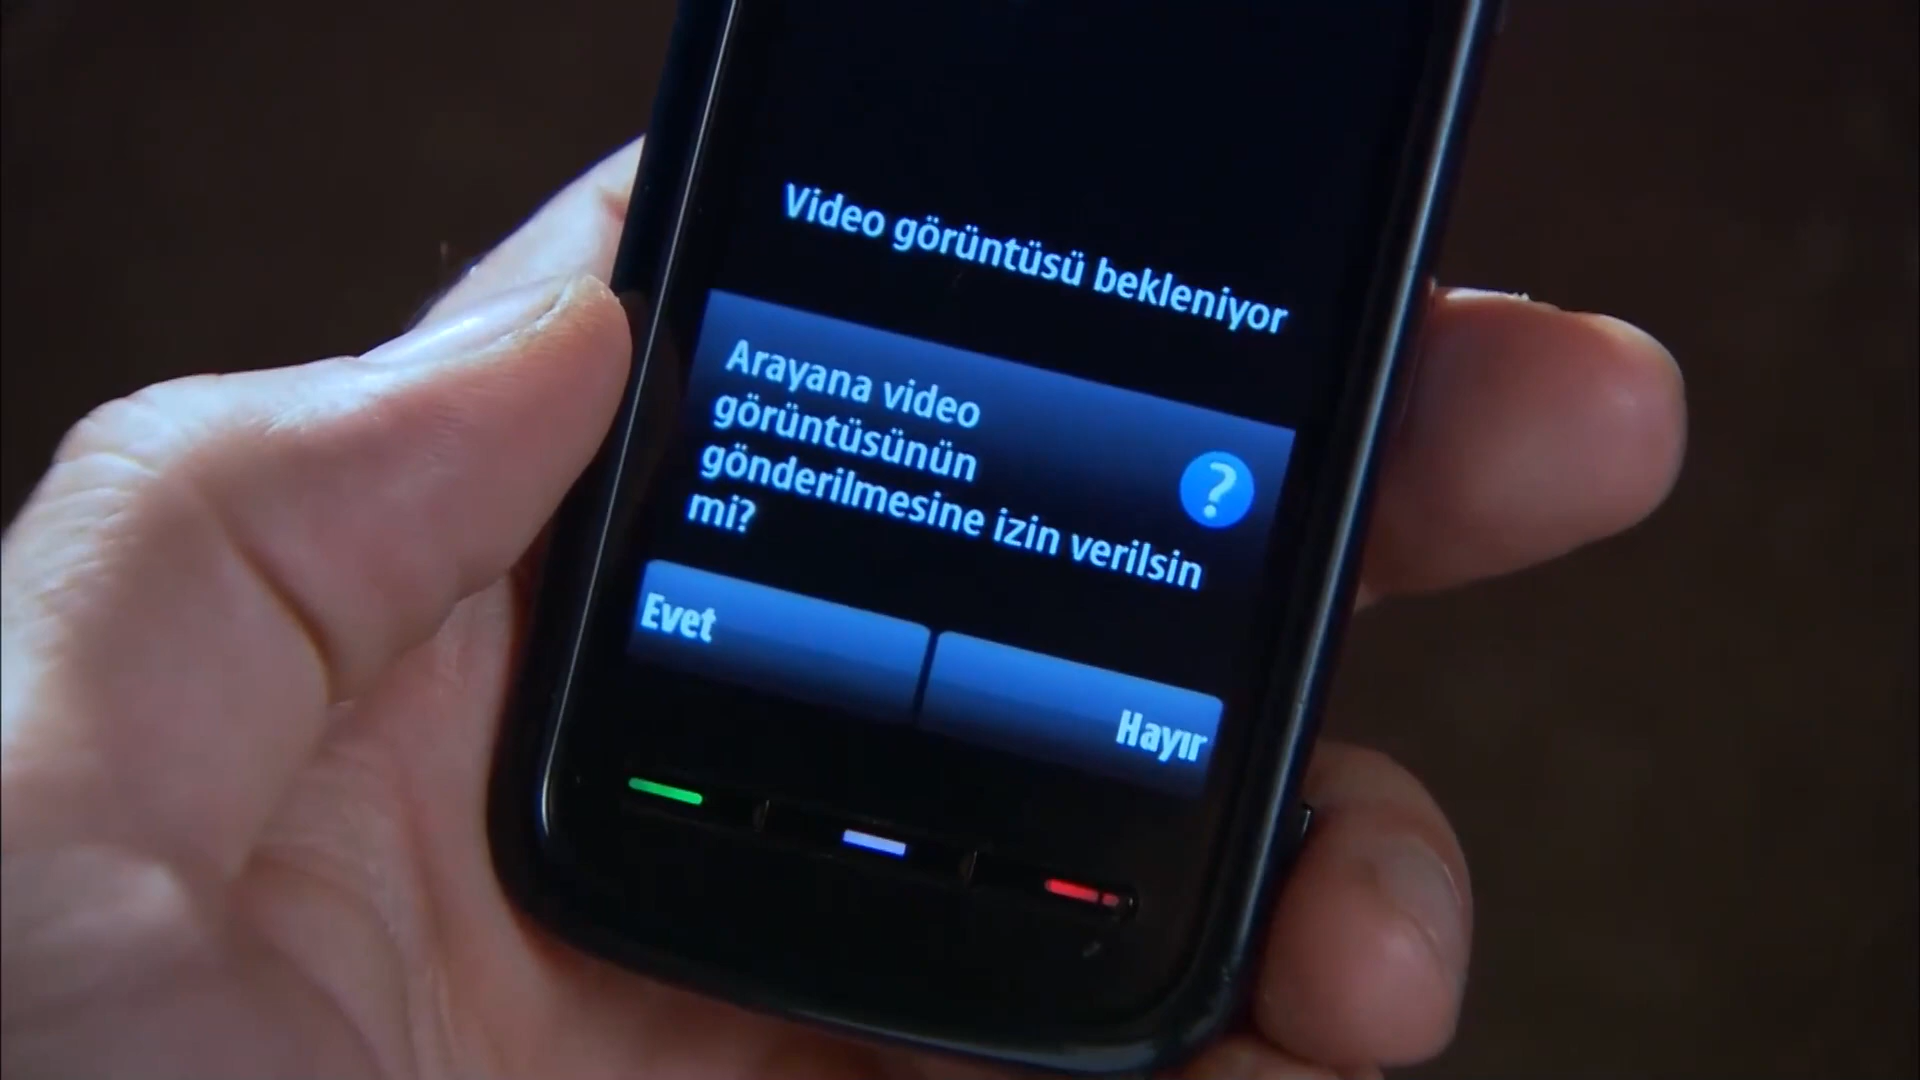 Video görüntüsü bekleniyor
Arayana video
görüntüsünün
gönderilmesine izin verilsin
mi?
?
Evet
Hayır